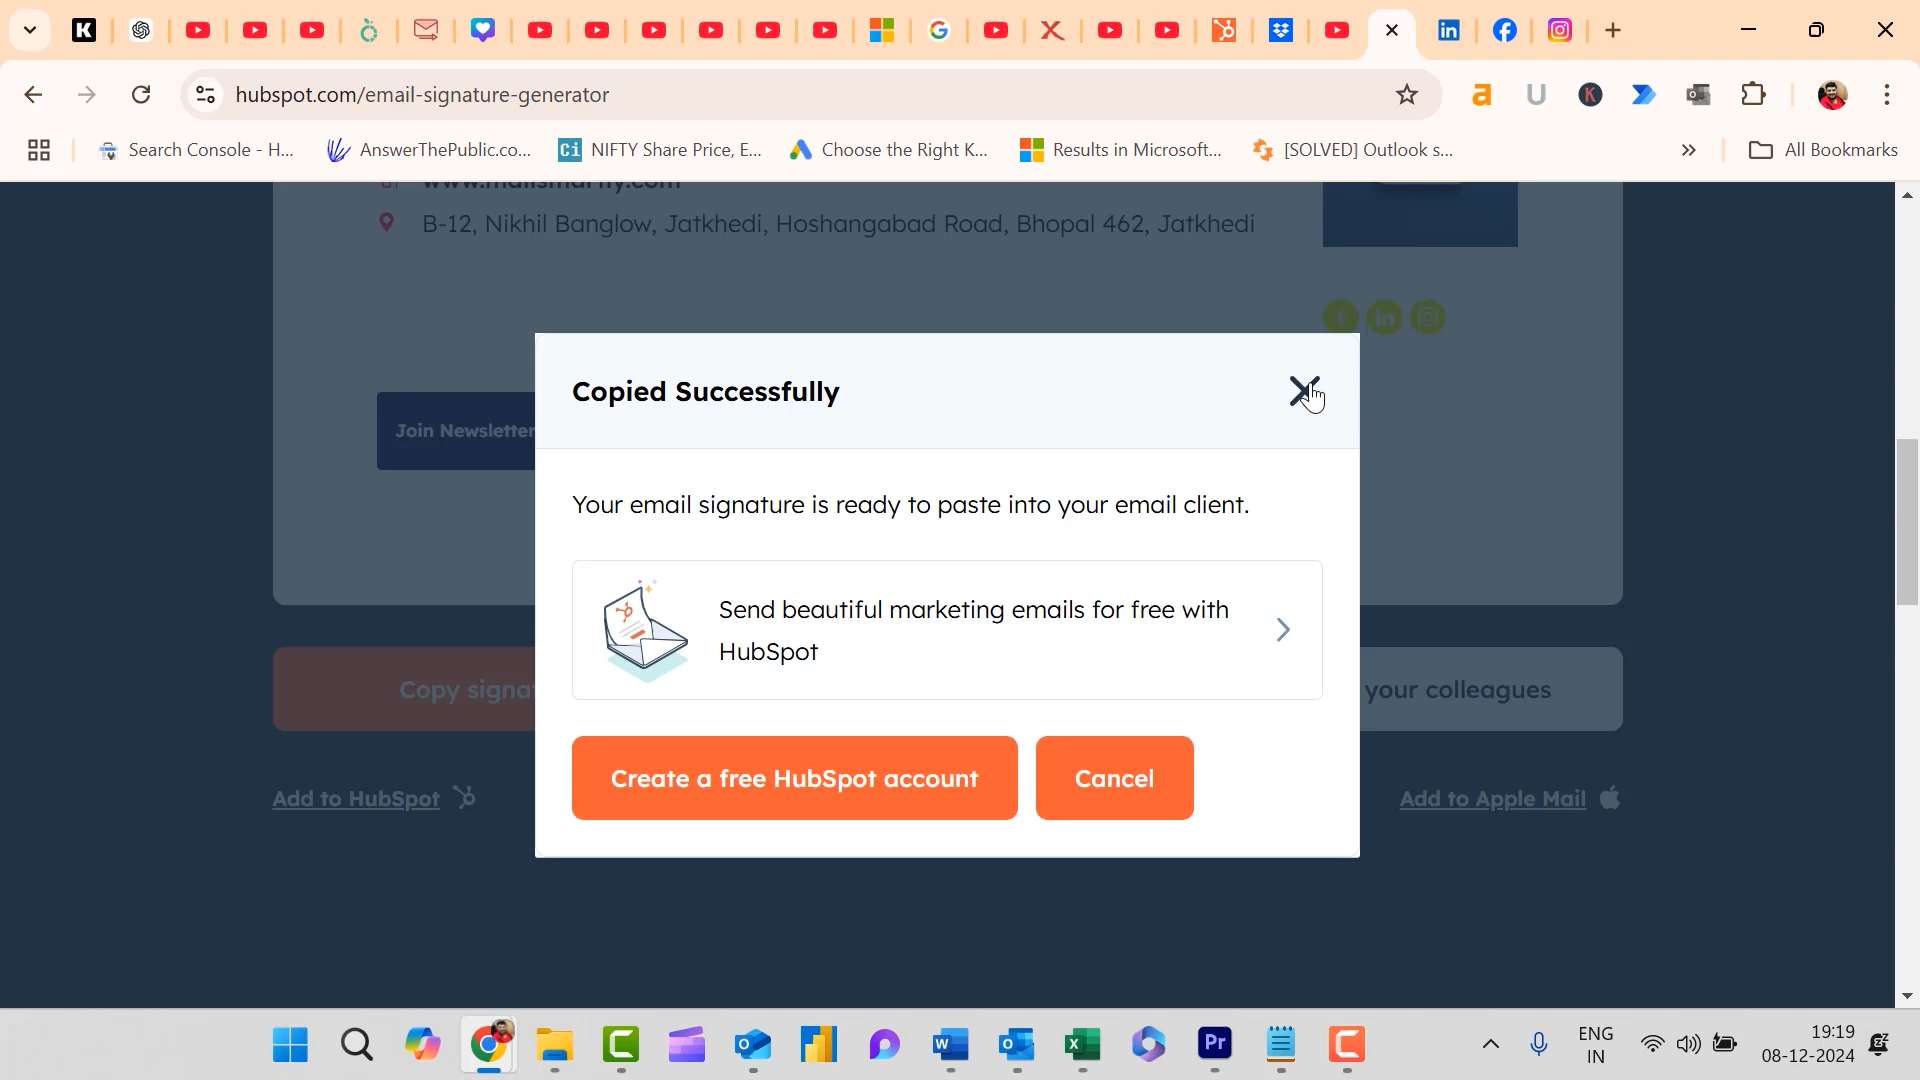 hubspot.com/email-signature-generator
Search Console - H...
AnswerThePublic.co...
Ci
NIFTY Share Price, E...
Choose the Right K...
Results in Microsoft...
[SOLVED] Outlook s...
»
All Bookmarks
B-12, Nikhil Banglow, Jatkhedi, Hoshangabad Road, Bhopal 462, Jatkhedi
Copied Successfully
Join Newsletter
Your email signature is ready to paste into your email client.
Send beautiful marketing emails for free with
HubSpot
Copy signa
your colleagues
Create a free HubSpot account
Cancel
Add to HubSpot
Add to Apple Mail
ENG
IN
19:19
08-12-2024